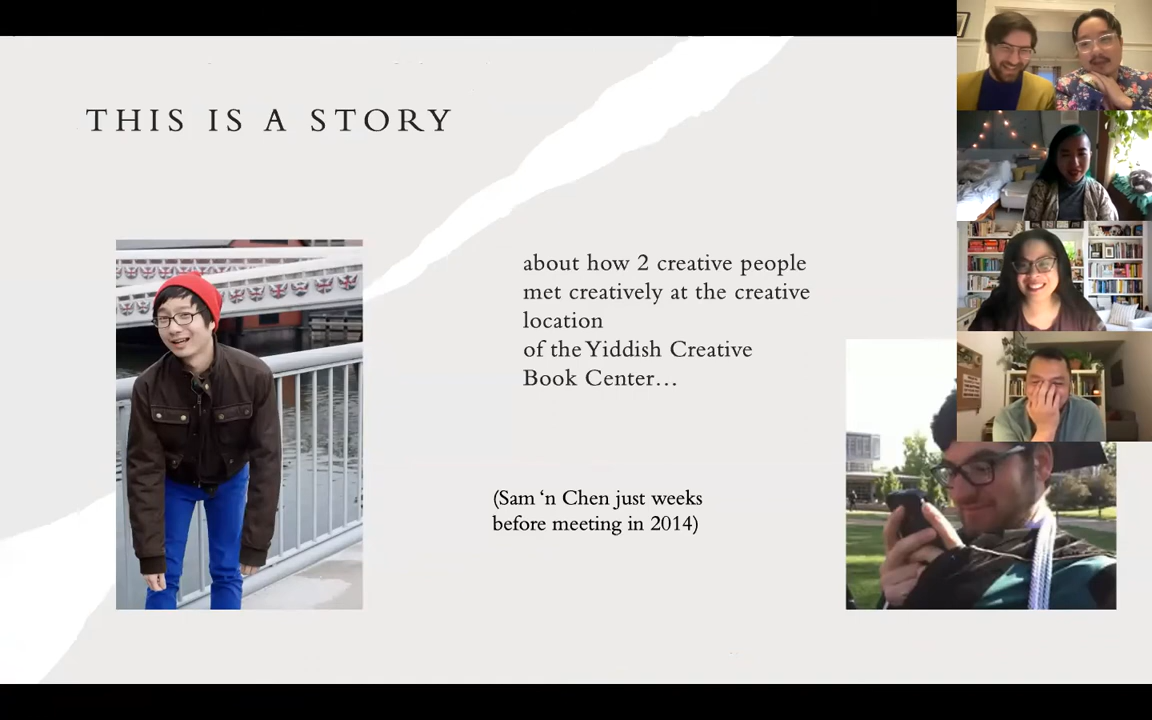 THIS IS A STORY
about how 2 creative people
met creatively at the creative
location
of the Yiddish Creative
Book Center…
(Sam ‘n Chen just weeks
before meeting in 2014)